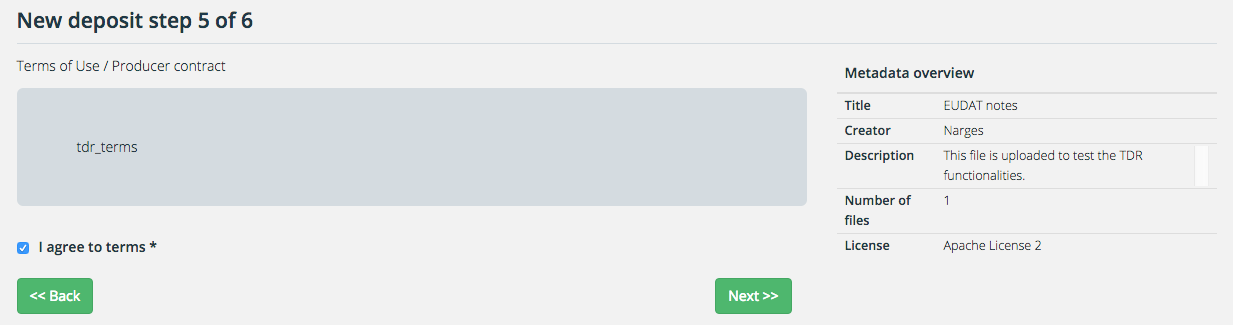 New deposit step 5 of 6
Terms of Use / Producer contract
tdr_terms
I agree to terms *
<< Back
Next >>
Metadata overview
Title EUDAT notes
Creator Narges
Description This file is uploaded to test the TDR
functionalities.
Number of 1
files
License Apache License 2